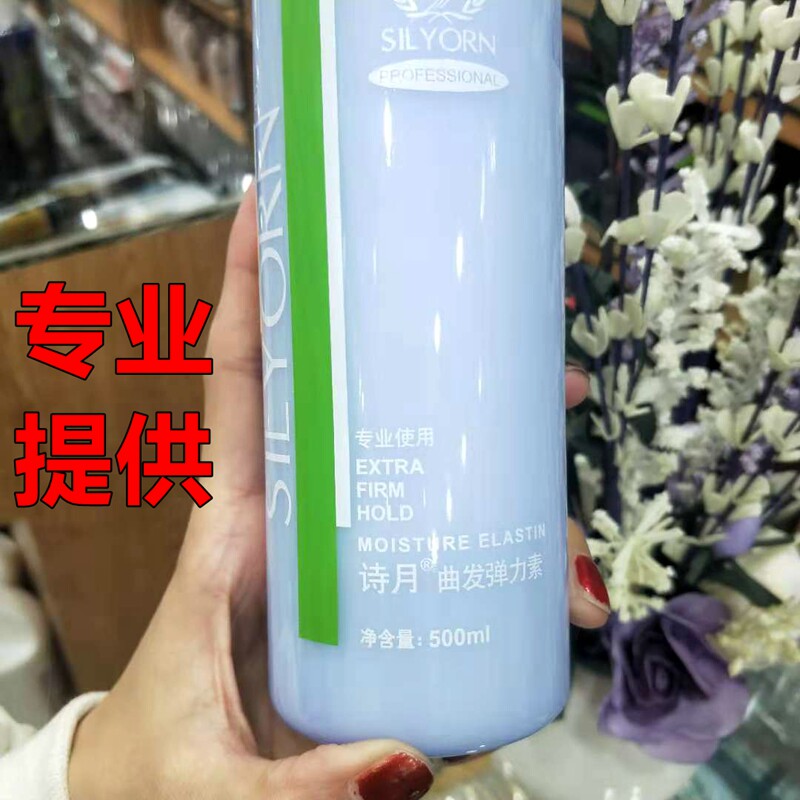 SILYORN
PROFESSIONAL
SILYORN
专业
提供
专业使用
EXTRA
FIRM
HOLD
MOISTURE ELASTIN
诗月®曲发弹力素
净含量：500ml